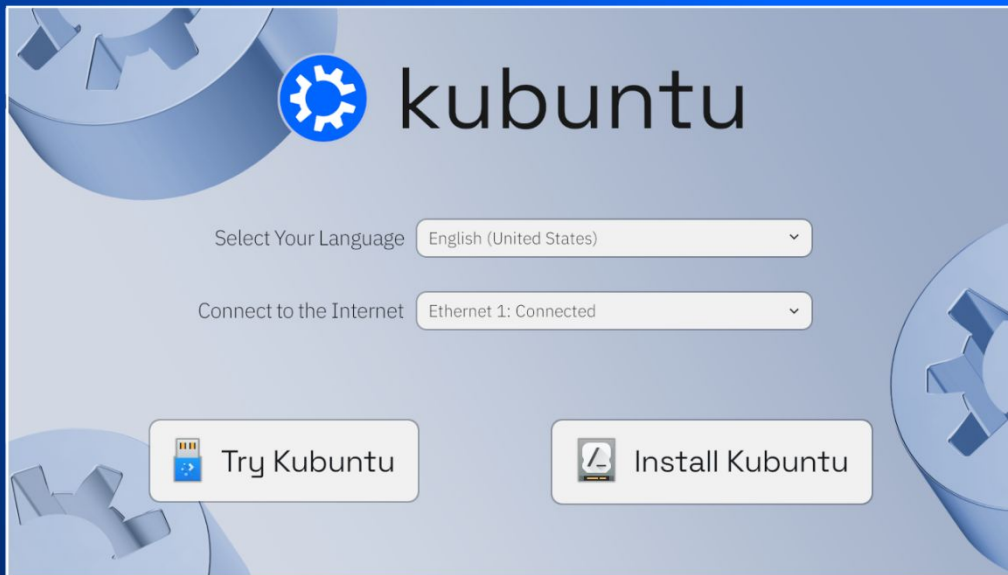 kubuntu
Select Your Language English (United States)
Connect to the Internet Ethernet 1: Connected
Try Kubuntu Install Kubuntu